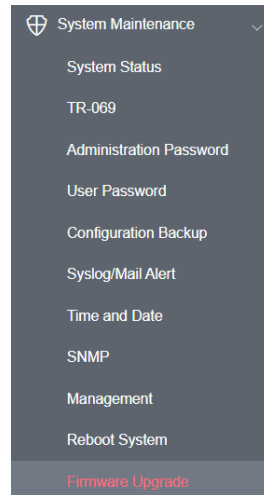 System Maintenance
System Status
TR-069
Administration Password
User Password
Configuration Backup
Syslog/Mail Alert
Time and Date
SNMP
Management
Reboot System
Firmware Upgrade